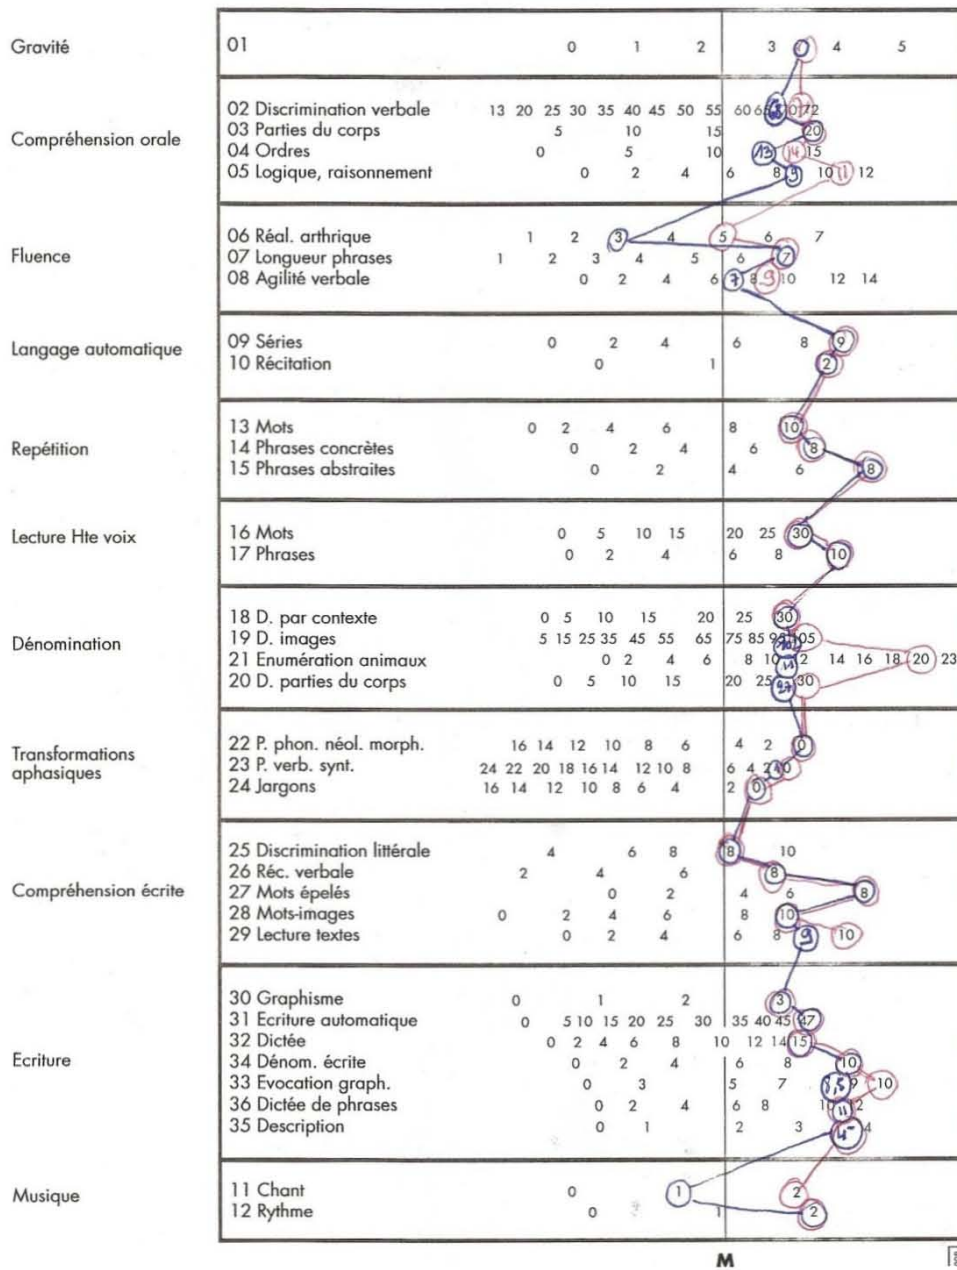 Gravité 01 0 1 2 3 4 5
Compréhension orale
02 Discrimination verbale 13 20 25 30 35 40 45 50 55 60 65 68 72
03 Parties du corps 5 10 15 20
04 Ordres 0 5 10 13 14 15
05 Logique, raisonnement 0 2 4 6 8 9 10 11 12
Fluence
06 Réal. arthrique 1 2 3 4 5 6 7
07 Longueur phrases 1 2 3 4 5 6 7
08 Agilité verbale 0 2 4 6 7 8 9 10 12 14
Langage automatique
09 Séries 0 2 4 6 8 9
10 Récitation 0 1 2
Repétition
13 Mots 0 2 4 6 8 10
14 Phrases concrètes 0 2 4 6 8
15 Phrases abstraites 0 2 4 6 8
Lecture Hte voix
16 Mots 0 5 10 15 20 25 30
17 Phrases 0 2 4 6 8 10
Dénomination
18 D. par contexte 0 5 10 15 20 25 30
19 D. images 5 15 25 35 45 55 65 75 85 95 105
21 Enumération animaux 0 2 4 6 8 10 11 12 14 16 18 20 23
20 D. parties du corps 0 5 10 15 20 25 27 30
Transformations aphasiques
22 P. phon. néol. morph. 16 14 12 10 8 6 4 2 0
23 P. verb. synt. 24 22 20 18 16 14 12 10 8 6 4 2 0
24 Jargons 16 14 12 10 8 6 4 2 0
Compréhension écrite
25 Discrimination littérale 4 6 8 8 10
26 Réc. verbale 2 4 6 8
27 Mots épelés 0 2 4 6 8
28 Mots-images 0 2 4 6 8 10
29 Lecture textes 0 2 4 6 8 9 10
Ecriture
30 Graphisme 0 1 2 3
31 Ecriture automatique 0 5 10 15 20 25 30 35 40 45 47
32 Dictée 0 2 4 6 8 10 12 14 15
34 Dénom. écrite 0 2 4 6 8 10
33 Evocation graph. 0 3 5 7 8,5 9 10
36 Dictée de phrases 0 2 4 6 8 10 11 12
35 Description 0 1 2 3 4
Musique
11 Chant 0 1 2
12 Rythme 0 1 2
M